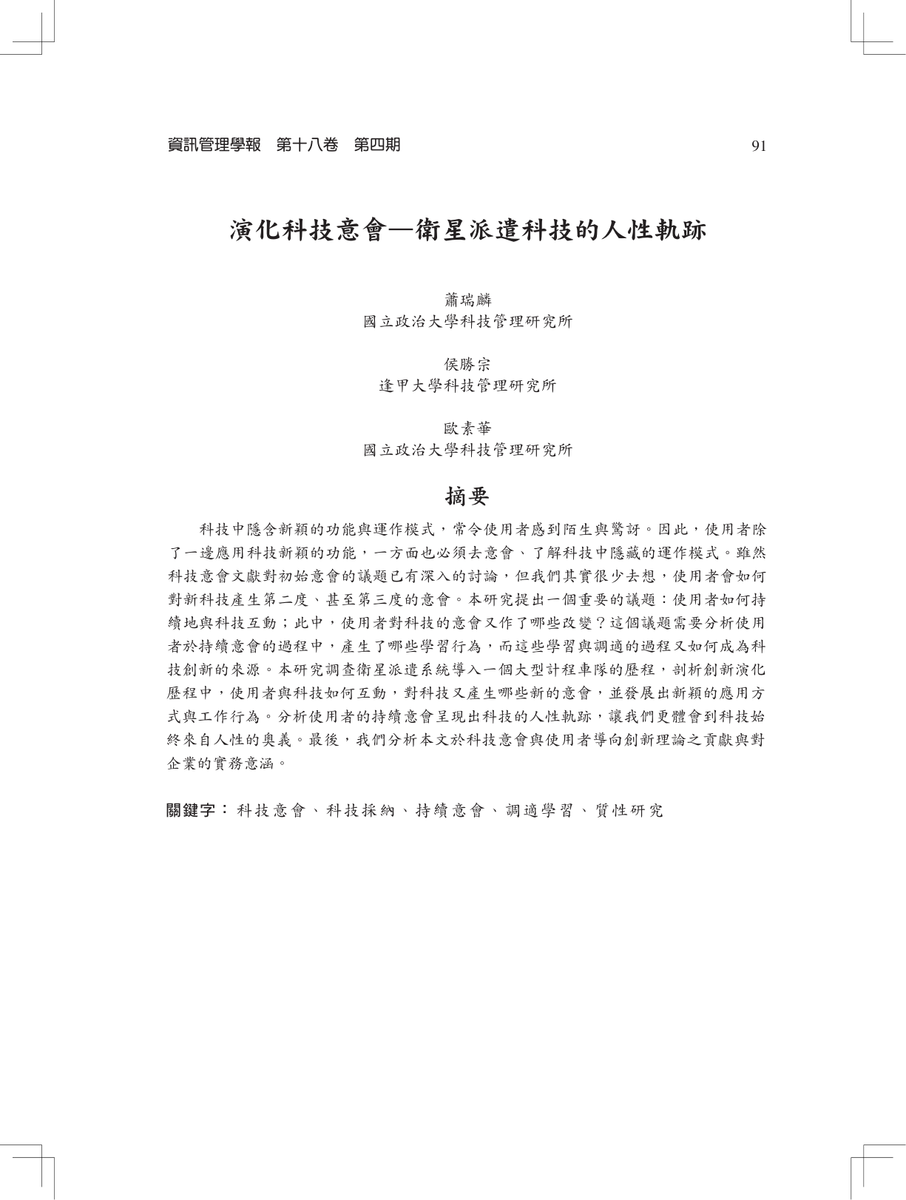 資訊管理學報　第十八卷　第四期　91
演化科技意會—衛星派遣科技的人性軌跡
蕭瑞麟
國立政治大學科技管理研究所
侯勝宗
逢甲大學科技管理研究所
歐素華
國立政治大學科技管理研究所
摘要
科技中隱含新穎的功能與運作模式，常令使用者感到陌生與驚訝。因此，使用者除
了一邊應用科技新穎的功能，一方面也必須去意會、了解科技中隱藏的運作模式。雖然
科技意會文獻對初始意會的議題已有深入的討論，但我們其實很少去想，使用者會如何
對新科技產生第二度、甚至第三度的意會。本研究提出一個重要的議題：使用者如何持
續地與科技互動；此中，使用者對科技的意會又作了哪些改變？這個議題需要分析使用
者於持續意會的過程中，產生了哪些學習行為，而這些學習與調適的過程又如何成為科
技創新的來源。本研究調查衛星派遣系統導入一個大型計程車隊的歷程，剖析創新演化
歷程中，使用者與科技如何互動，對科技又產生哪些新的意會，並發展出新穎的應用方
式與工作行為。分析使用者的持續意會呈現出科技的人性軌跡，讓我們更體會到科技始
終來自人性的奧義。最後，我們分析本文於科技意會與使用者導向創新理論之貢獻與對
企業的實務意涵。
關鍵字：科技意會、科技採納、持續意會、調適學習、質性研究